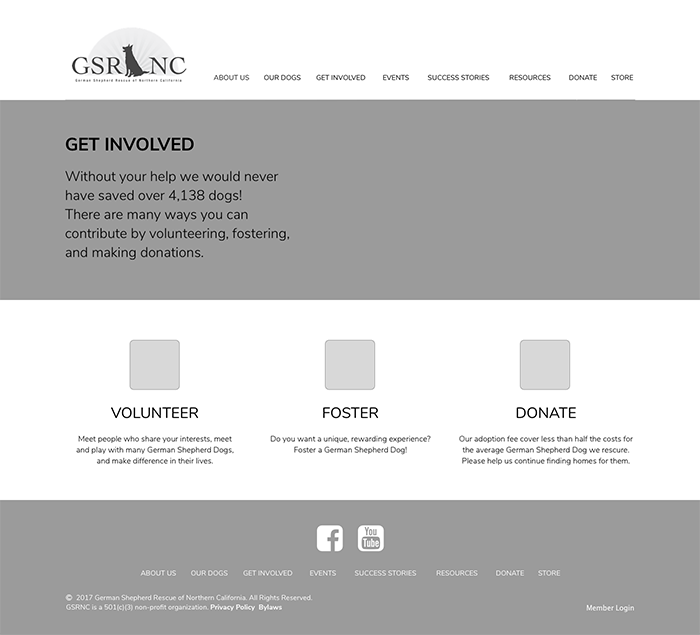 GSR NC
German Shepherd Rescue of Northern California
ABOUT US OUR DOGS GET INVOLVED EVENTS SUCCESS STORIES RESOURCES DONATE STORE
GET INVOLVED
Without your help we would never
have saved over 4,138 dogs!
There are many ways you can
contribute by volunteering, fostering,
and making donations.
VOLUNTEER
Meet people who share your interests, meet
and play with many German Shepherd Dogs,
and make difference in their lives.
FOSTER
Do you want a unique, rewarding experience?
Foster a German Shepherd Dog!
DONATE
Our adoption fee cover less than half the costs for
the average German Shepherd Dog we rescure.
Please help us continue finding homes for them.
f
You
Tube
ABOUT US OUR DOGS GET INVOLVED EVENTS SUCCESS STORIES RESOURCES DONATE STORE
© 2017 German Shepherd Rescue of Northern California. All Rights Reserved.
GSRNC is a 501(c)(3) non-profit organization. Privacy Policy Bylaws
Member Login